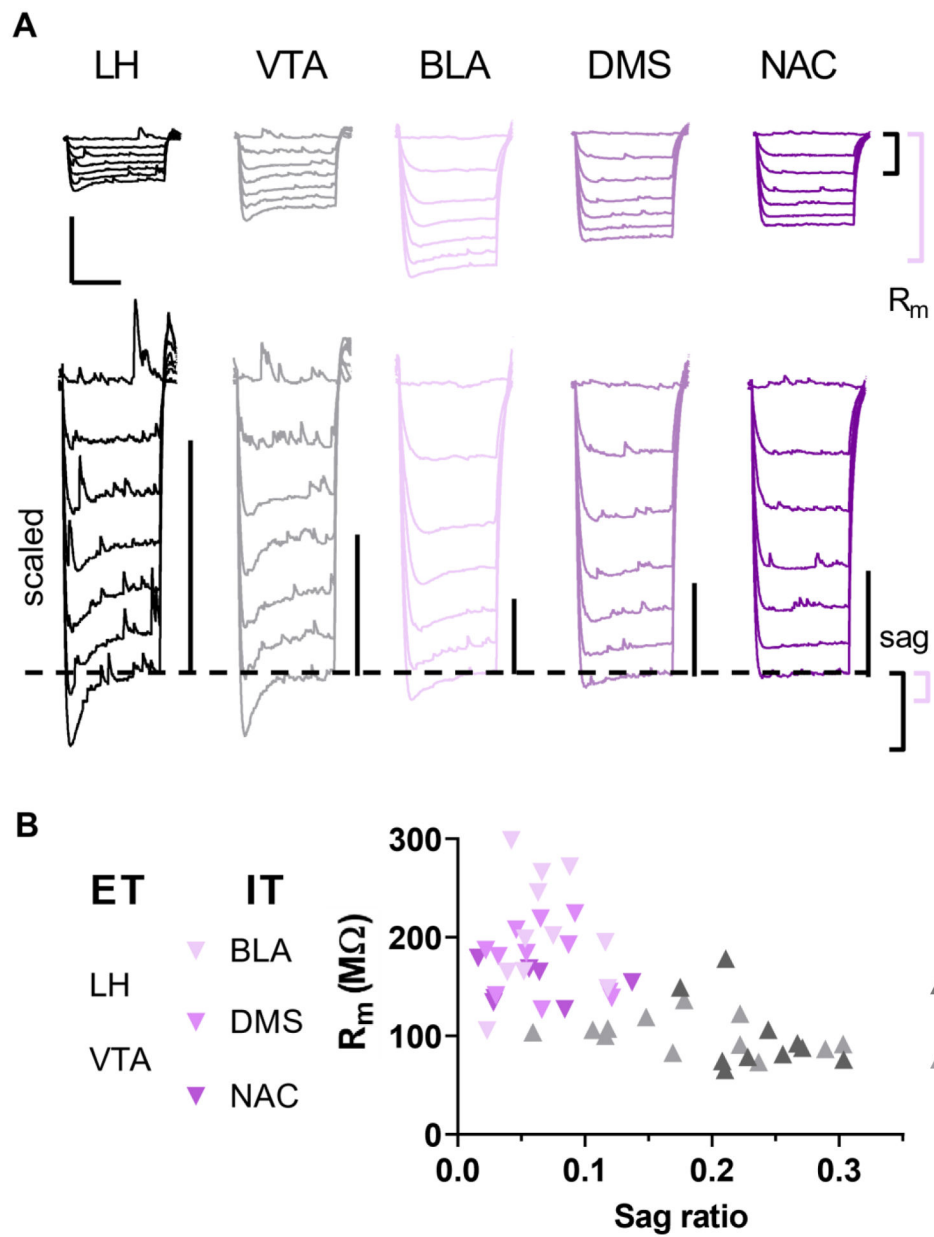 A
LH VTA BLA DMS NAC
Rm
scaled
sag
B
ET IT
BLA
LH
DMS
VTA
NAC
Rm (MΩ)
300
200
100
0
0.0 0.1 0.2 0.3
Sag ratio